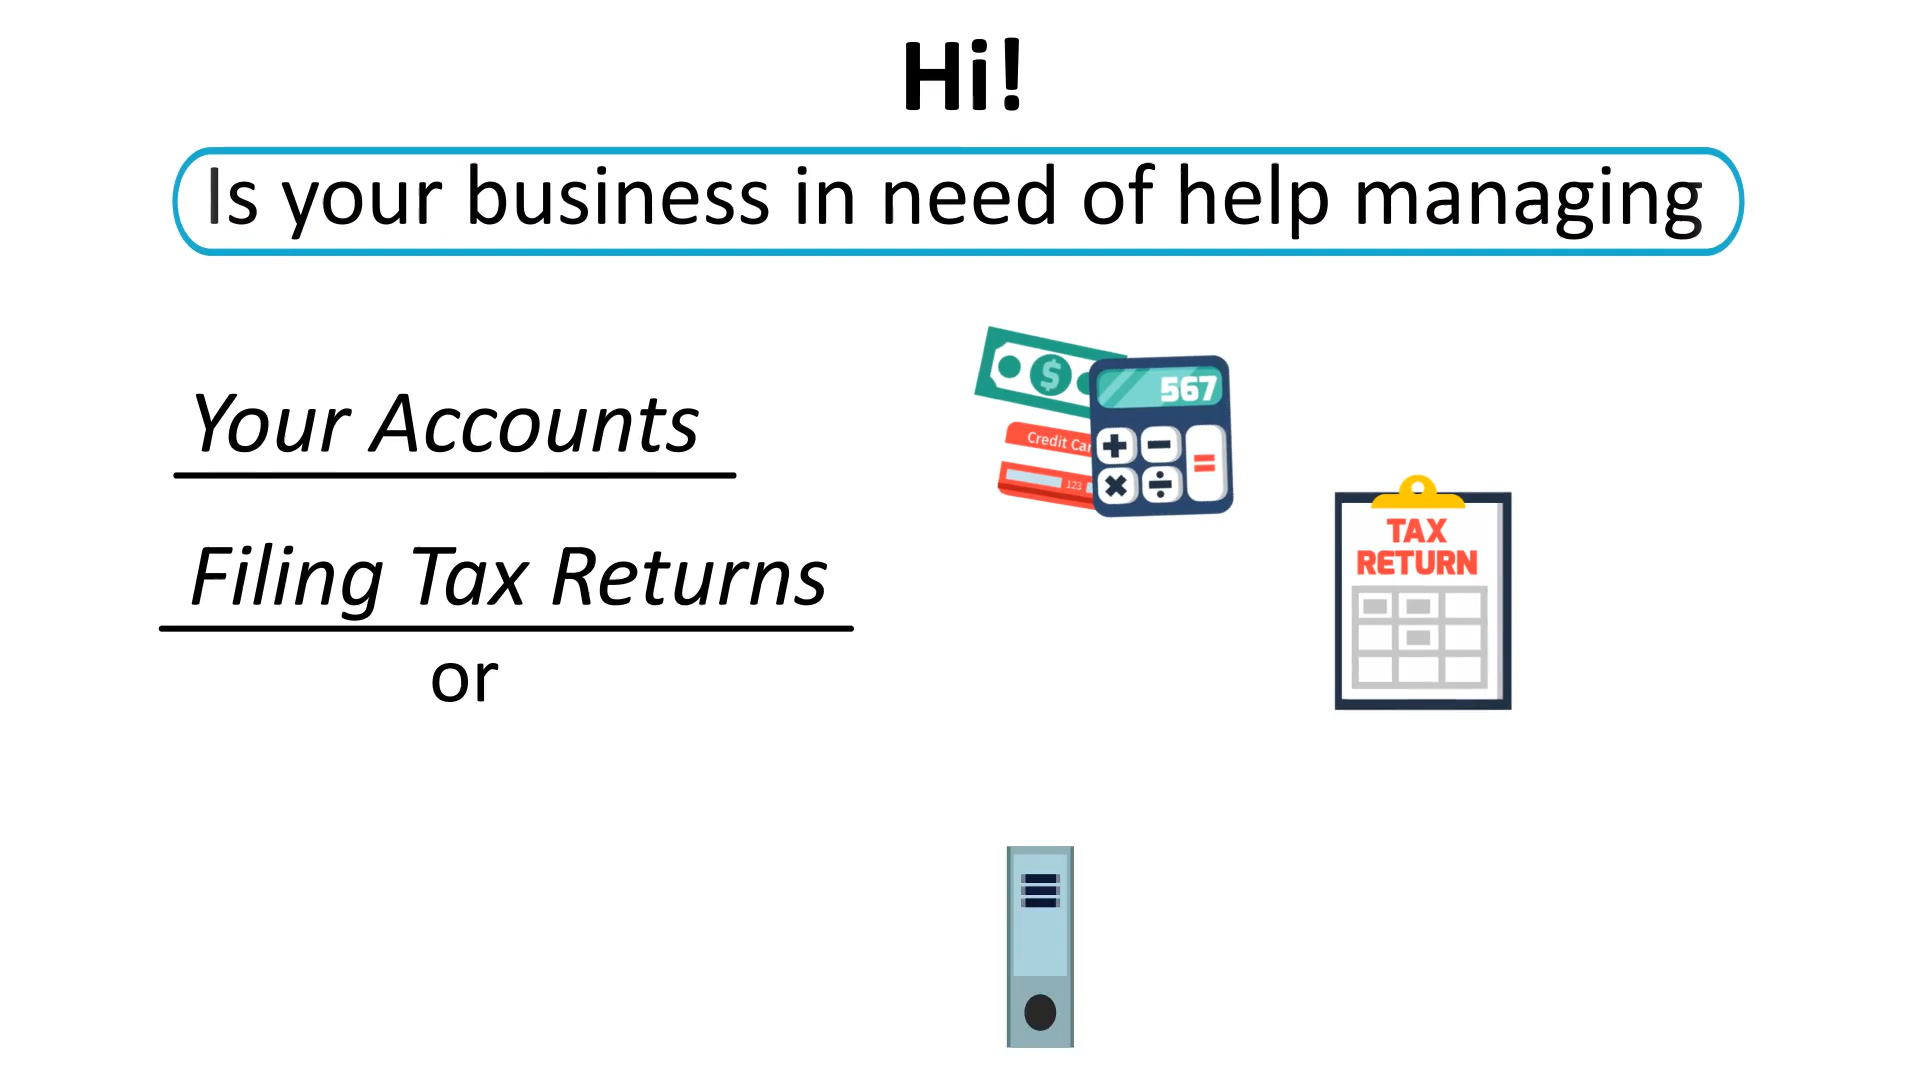 Hi!
Is your business in need of help managing
Your Accounts
567
Credit Car
123
Filing Tax Returns
TAX
RETURN
or